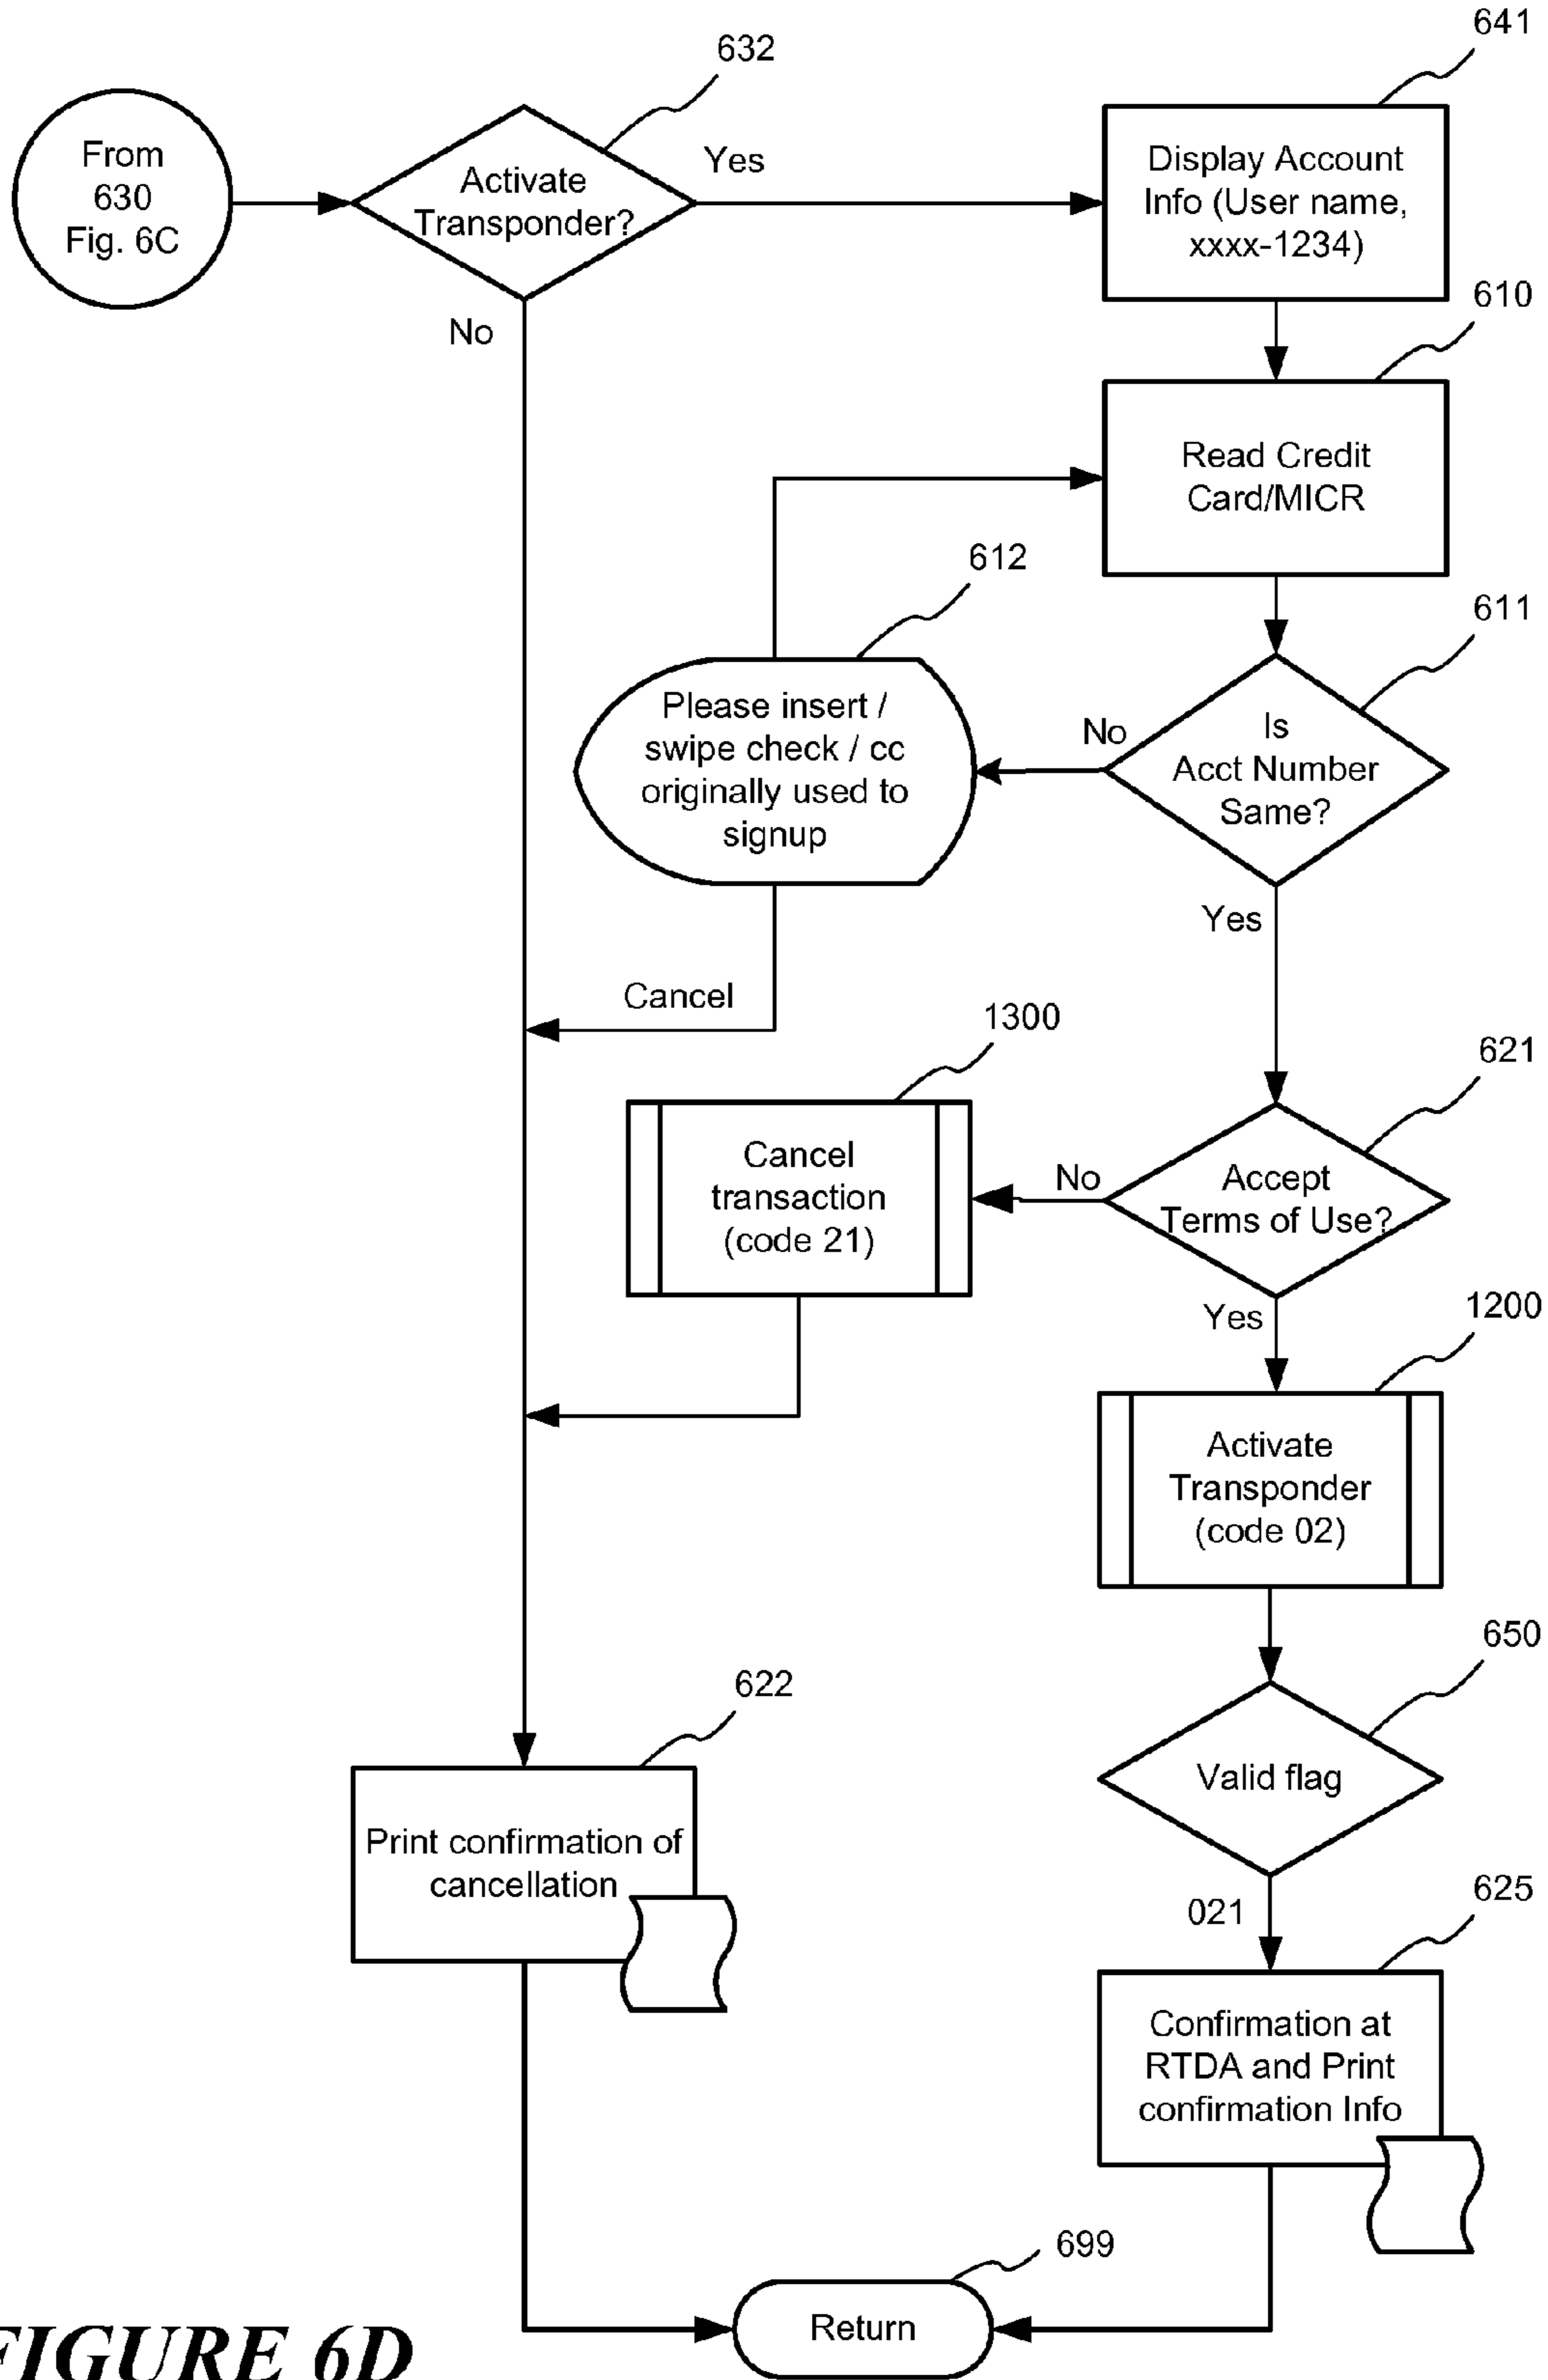 632
641
From
630
Fig. 6C
Activate
Transponder?
Yes
No
Display Account
Info (User name,
xxxx-1234)
610
Read Credit
Card/MICR
612
611
Please insert /
swipe check / cc
originally used to
signup
No
Is
Acct Number
Same?
Yes
Cancel
1300
621
Cancel
transaction
(code 21)
No
Accept
Terms of Use?
Yes
1200
Activate
Transponder
(code 02)
650
Valid flag
622
Print confirmation of
cancellation
021
625
Confirmation at
RTDA and Print
confirmation Info
699
Return
FIGURE 6D